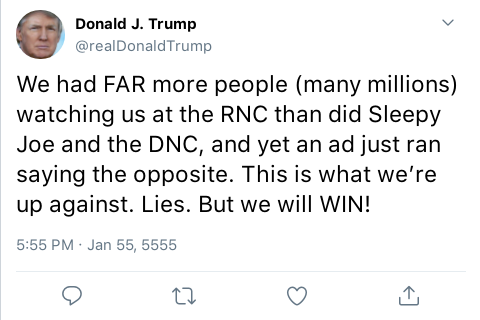 Donald J. Trump
@realDonaldTrump
We had FAR more people (many millions)
watching us at the RNC than did Sleepy
Joe and the DNC, and yet an ad just ran
saying the opposite. This is what we’re
up against. Lies. But we will WIN!
5:55 PM · Jan 55, 5555